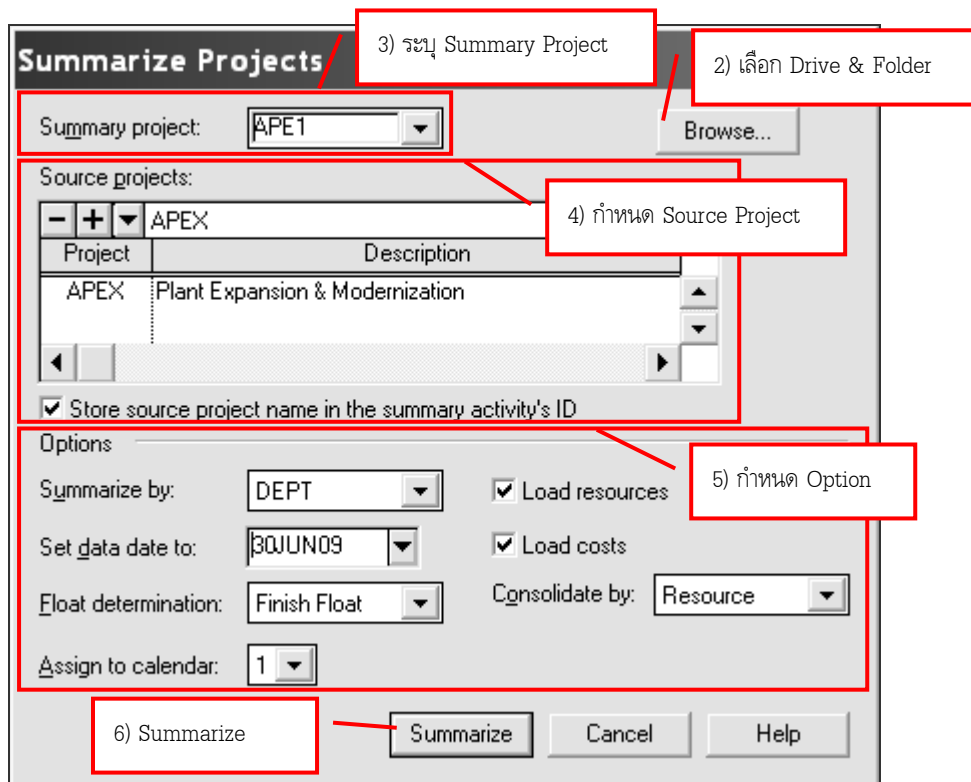 3) ระบุ Summary Project
Summarize Projects
2) เลือก Drive & Folder
Summary project: APE1
Browse...
Source projects:
4) กำหนด Source Project
APEX
Project Description
APEX Plant Expansion & Modernization
Store source project name in the summary activity's ID
Options
5) กำหนด Option
Summarize by: DEPT Load resources
Set data date to: 30JUN09 Load costs
Float determination: Finish Float Consolidate by: Resource
Assign to calendar: 1
6) Summarize
Summarize Cancel Help